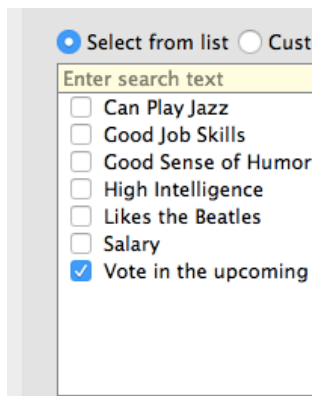 Select from list Cust
Enter search text
Can Play Jazz
Good Job Skills
Good Sense of Humor
High Intelligence
Likes the Beatles
Salary
Vote in the upcoming